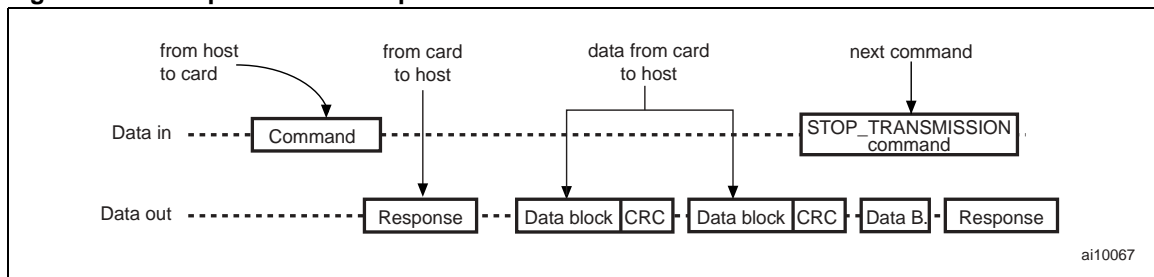 from host
to card
from card
to host
data from card
to host
next command
Data in
Command
STOP_TRANSMISSION
command
Data out
Response
Data block
CRC
Data block
CRC
Data B.
Response
ai10067